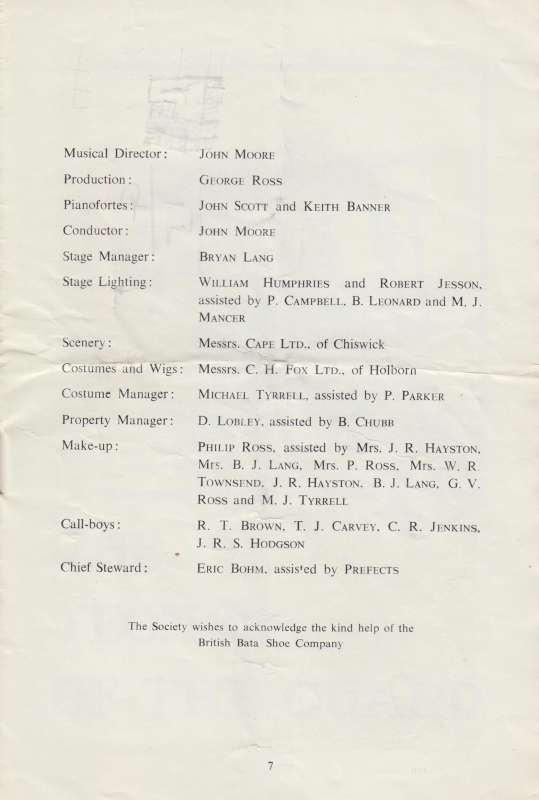 Musical Director: JOHN MOORE
Production: GEORGE ROSS
Pianofortes: JOHN SCOTT and KEITH BANNER
Conductor: JOHN MOORE
Stage Manager: BRYAN LANG
Stage Lighting: WILLIAM HUMPHRIES and ROBERT JESSON,
assisted by P. CAMPBELL, B. LEONARD and M. J.
MANCER
Scenery: Messrs. CAPE LTD., of Chiswick
Costumes and Wigs: Messrs. C. H. FOX LTD., of Holborn
Costume Manager: MICHAEL TYRRELL, assisted by P. PARKER
Property Manager: D. LOBLEY, assisted by B. CHUBB
Make-up: PHILIP ROSS, assisted by Mrs. J. R. HAYSTON,
Mrs. B. J. LANG, Mrs. P. ROSS, Mrs. W. R.
TOWNSEND, J. R. HAYSTON, B. J. LANG, G. V.
ROSS and M. J. TYRRELL
Call-boys: R. T. BROWN, T. J. CARVEY, C. R. JENKINS,
J. R. S. HODGSON
Chief Steward: ERIC BOHM, assisted by PREFECTS
The Society wishes to acknowledge the kind help of the
British Bata Shoe Company
7